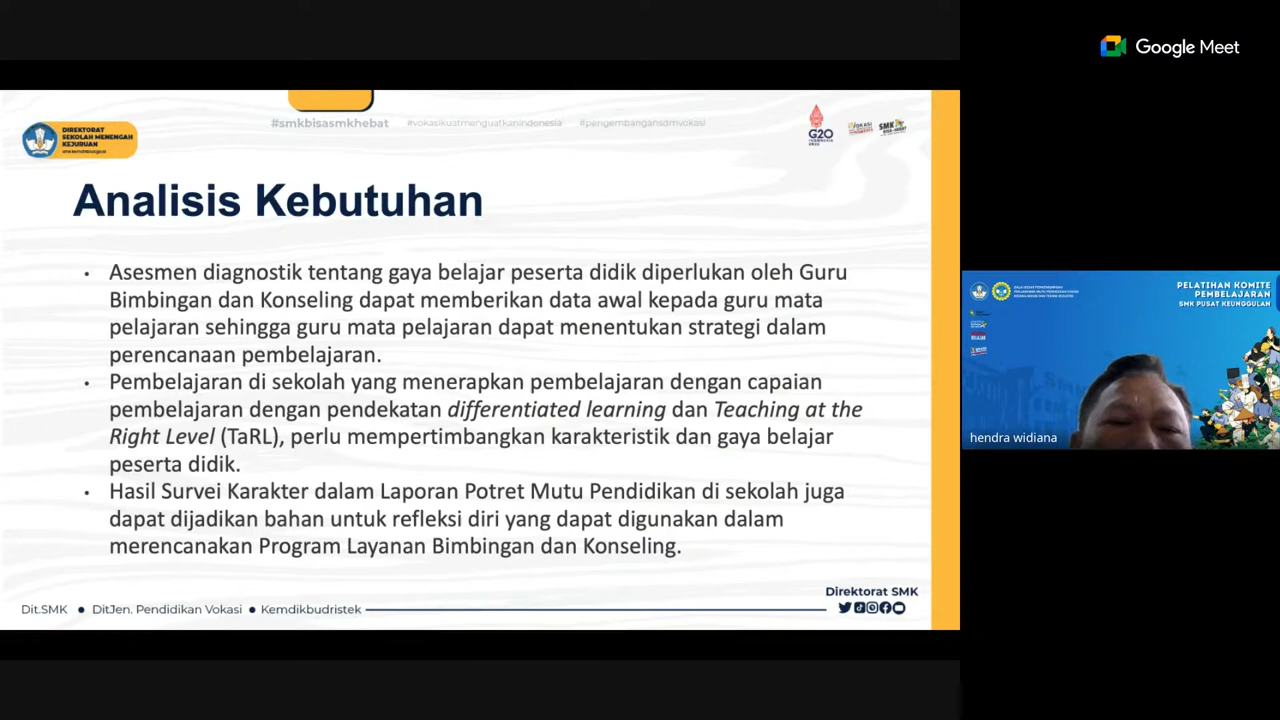 Google Meet
#smkbisasmkhebat #vokasikuatmenguatkanindonesia #pengembangansdmvokasi
DIREKTORAT
SEKOLAH MENENGAH
KEJURUAN
G20
Analisis Kebutuhan
• Asesmen diagnostik tentang gaya belajar peserta didik diperlukan oleh Guru
Bimbingan dan Konseling dapat memberikan data awal kepada guru mata
pelajaran sehingga guru mata pelajaran dapat menentukan strategi dalam
perencanaan pembelajaran.
• Pembelajaran di sekolah yang menerapkan pembelajaran dengan capaian
pembelajaran dengan pendekatan differentiated learning dan Teaching at the
Right Level (TaRL), perlu mempertimbangkan karakteristik dan gaya belajar
peserta didik.
• Hasil Survei Karakter dalam Laporan Potret Mutu Pendidikan di sekolah juga
dapat dijadikan bahan untuk refleksi diri yang dapat digunakan dalam
merencanakan Program Layanan Bimbingan dan Konseling.
Direktorat SMK
Dit.SMK • DitJen. Pendidikan Vokasi • Kemdikbudristek
PELATIHAN KOMITE
PEMBELAJARAN
SMK PUSAT KEUNGGULAN
hendra widiana